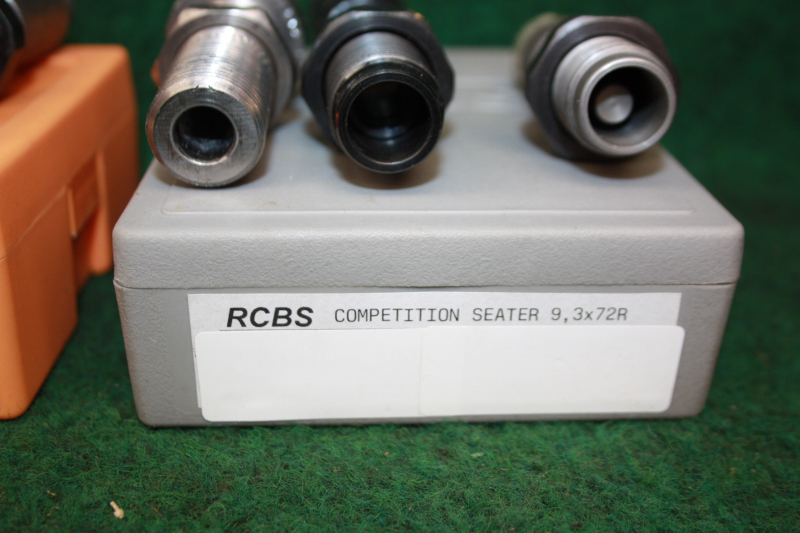 RCBS COMPETITION SEATER 9,3x72R